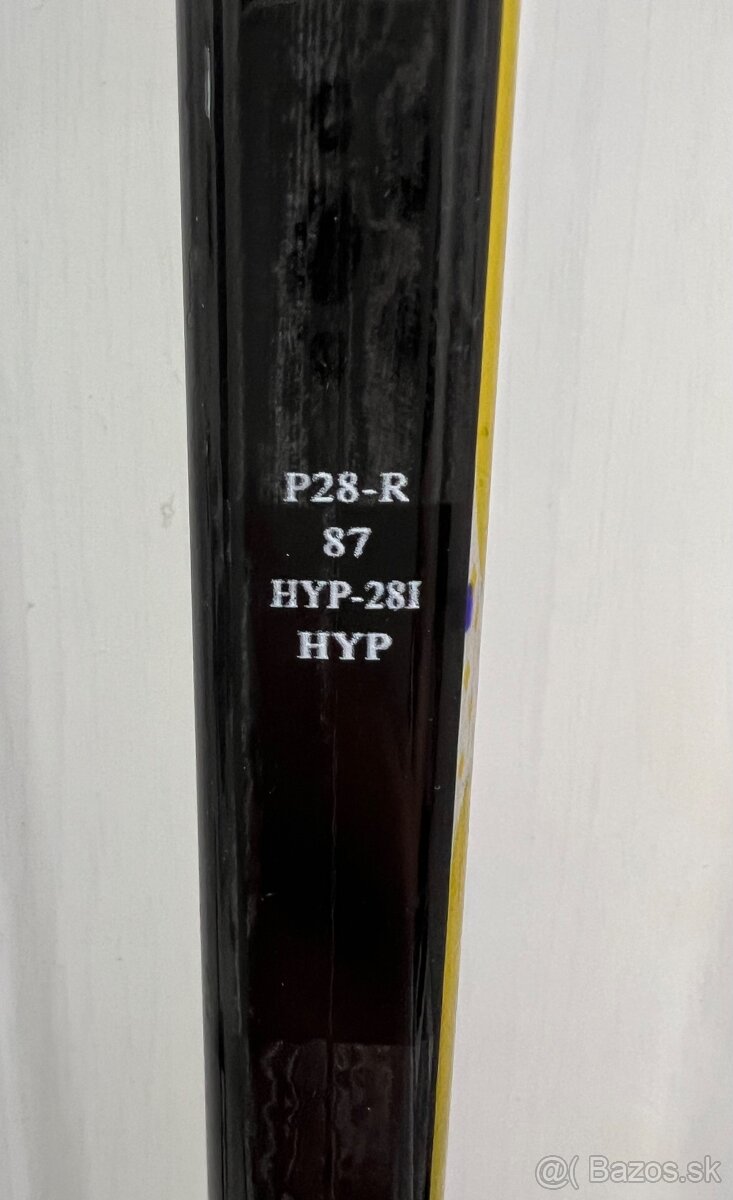 P28-R
87
HYP-28I
HYP
@( Bazos.sk